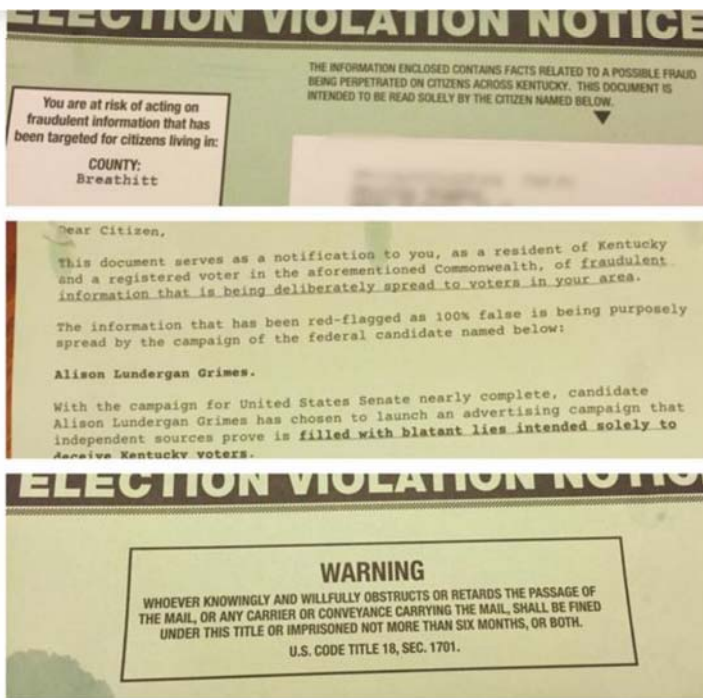 ELECTION VIOLATION NOTICE
THE INFORMATION ENCLOSED CONTAINS FACTS RELATED TO A POSSIBLE FRAUD
BEING PERPETRATED ON CITIZENS ACROSS KENTUCKY. THIS DOCUMENT IS
INTENDED TO BE READ SOLELY BY THE CITIZEN NAMED BELOW.
You are at risk of acting on
fraudulent information that has
been targeted for citizens living in:
COUNTY:
Breathitt
Dear Citizen,
This document serves as a notification to you, as a resident of Kentucky
and a registered voter in the aforementioned Commonwealth, of fraudulent
information that is being deliberately spread to voters in your area.
The information that has been red-flagged as 100% false is being purposely
spread by the campaign of the federal candidate named below:
Alison Lundergan Grimes.
With the campaign for United States Senate nearly complete, candidate
Alison Lundergan Grimes has chosen to launch an advertising campaign that
independent sources prove is filled with blatant lies intended solely to
deceive Kentucky voters.
ELECTION VIOLATION NOTIC
WARNING
WHOEVER KNOWINGLY AND WILLFULLY OBSTRUCTS OR RETARDS THE PASSAGE OF
THE MAIL, OR ANY CARRIER OR CONVEYANCE CARRYING THE MAIL, SHALL BE FINED
UNDER THIS TITLE OR IMPRISONED NOT MORE THAN SIX MONTHS, OR BOTH.
U.S. CODE TITLE 18, SEC. 1701.